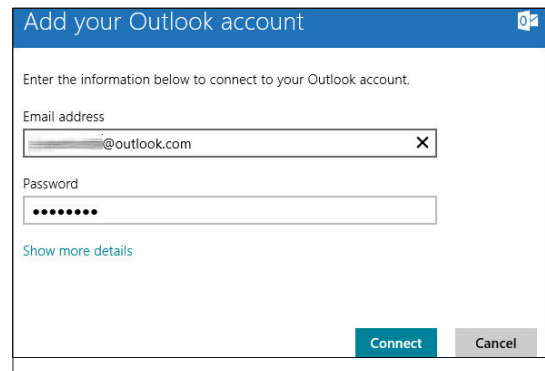 Add your Outlook account
Enter the information below to connect to your Outlook account.
Email address
@outlook.com
Password
••••••••
Show more details
Connect
Cancel